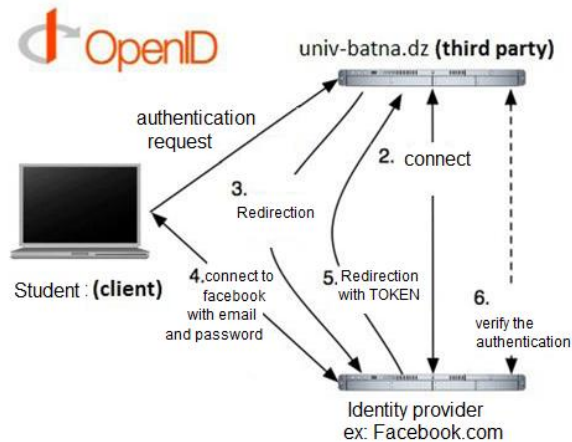 OpenID
univ-batna.dz (third party)
authentication
request
2. connect
3.
Redirection
Student : (client)
4. connect to
facebook
with email
and password
5. Redirection
with TOKEN
6.
verify the
authentication
Identity provider
ex: Facebook.com